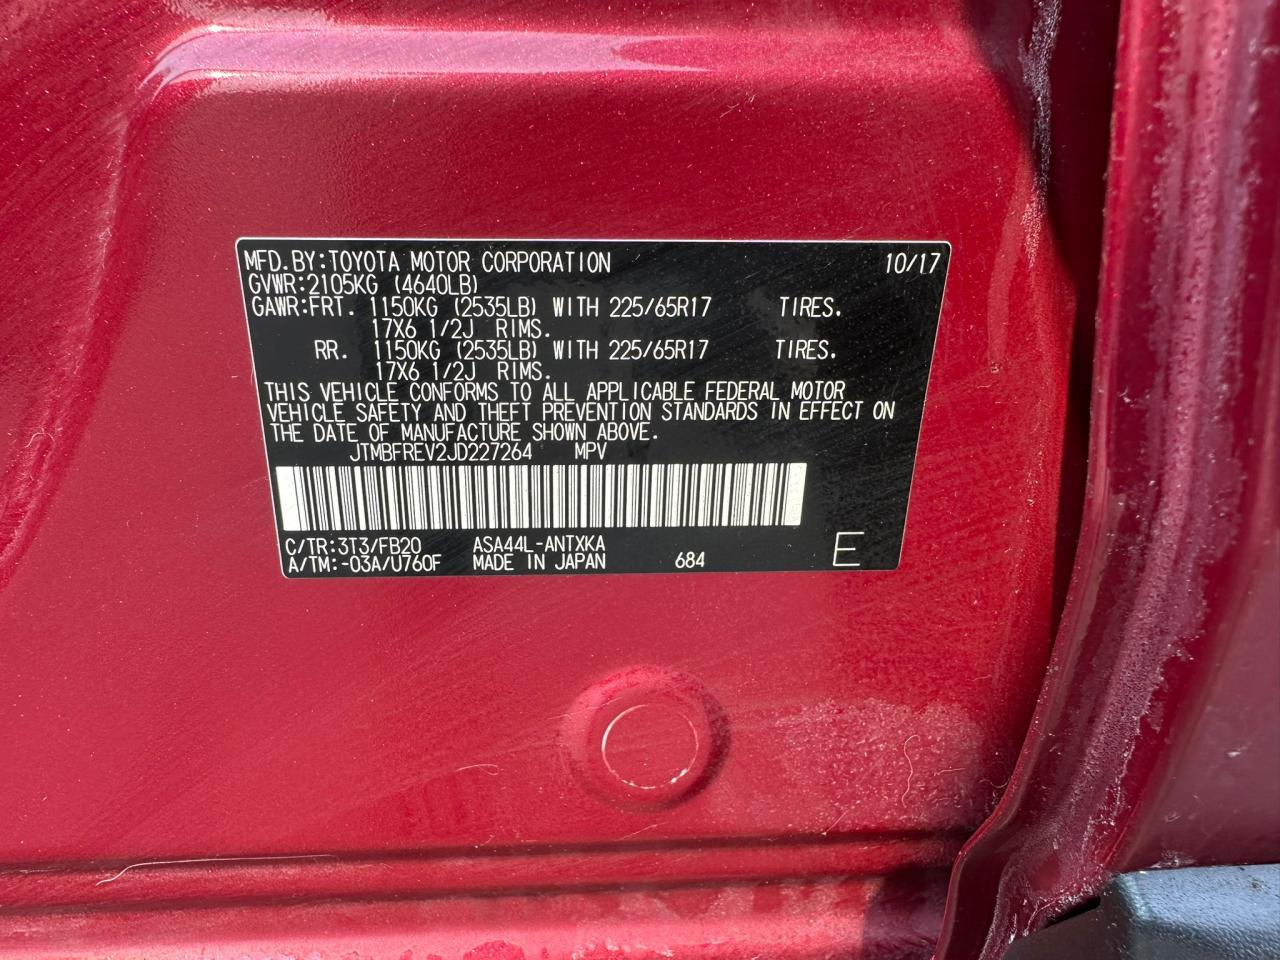 MFD.BY:TOYOTA MOTOR CORPORATION 10/17
GVWR:2105KG (4640LB)
GAWR:FRT. 1150KG (2535LB) WITH 225/65R17 TIRES.
17X6 1/2J RIMS.
RR. 1150KG (2535LB) WITH 225/65R17 TIRES.
17X6 1/2J RIMS.
THIS VEHICLE CONFORMS TO ALL APPLICABLE FEDERAL MOTOR
VEHICLE SAFETY AND THEFT PREVENTION STANDARDS IN EFFECT ON
THE DATE OF MANUFACTURE SHOWN ABOVE.
JTMBFREV2JD227264 MPV
C/TR:3T3/FB20 ASA44L-ANTXKA
A/TM:-03A/U760F MADE IN JAPAN 684 E